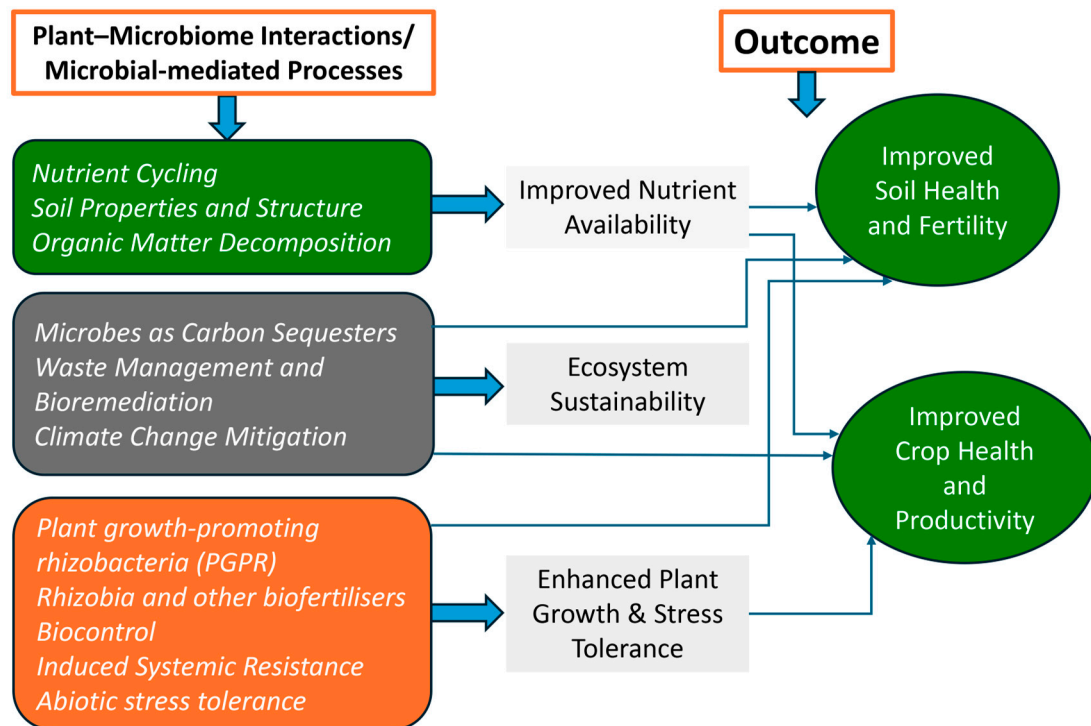 Plant–Microbiome Interactions/
Microbial-mediated Processes
Outcome
Nutrient Cycling
Soil Properties and Structure
Organic Matter Decomposition
Improved Nutrient
Availability
Improved
Soil Health
and Fertility
Microbes as Carbon Sequesters
Waste Management and
Bioremediation
Climate Change Mitigation
Ecosystem
Sustainability
Improved
Crop Health
and
Productivity
Plant growth-promoting
rhizobacteria (PGPR)
Rhizobia and other biofertilisers
Biocontrol
Induced Systemic Resistance
Abiotic stress tolerance
Enhanced Plant
Growth & Stress
Tolerance